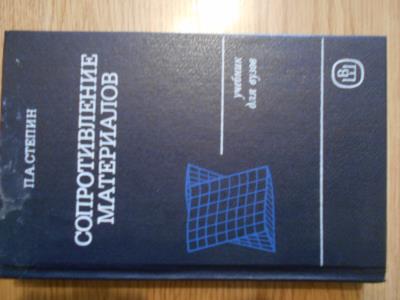 П.А.СТЕПИН
СОПРОТИВЛЕНИЕ
МАТЕРИАЛОВ
учебник
для вузов